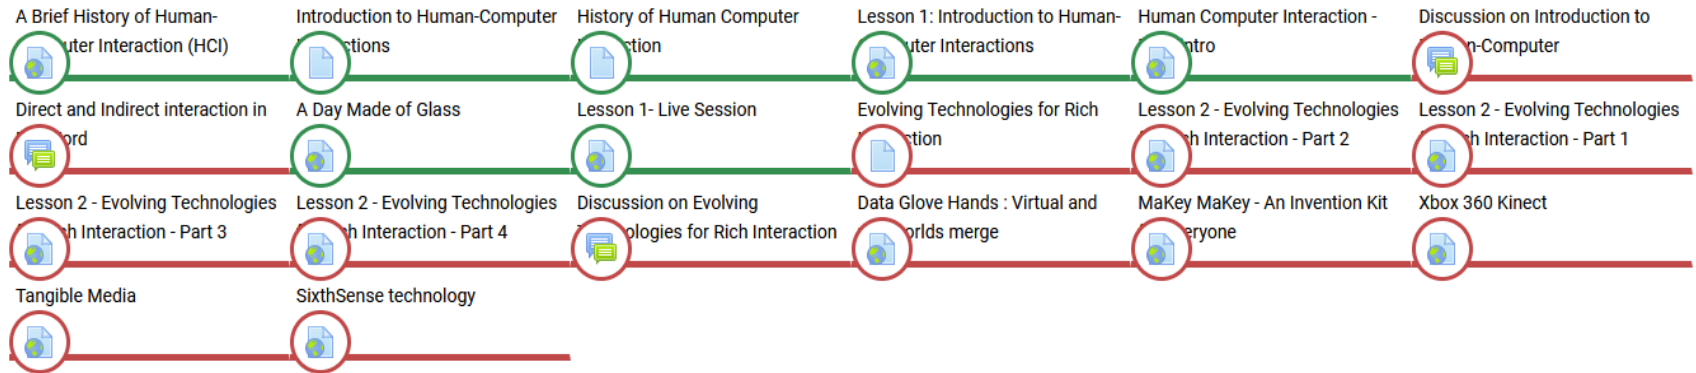 A Brief History of Human-
uter Interaction (HCI)
Introduction to Human-Computer
ctions
History of Human Computer
ction
Lesson 1: Introduction to Human-
uter Interactions
Human Computer Interaction -
ntro
Discussion on Introduction to
n-Computer
Direct and Indirect interaction in
ord
A Day Made of Glass
Lesson 1- Live Session
Evolving Technologies for Rich
ction
Lesson 2 - Evolving Technologies
h Interaction - Part 2
Lesson 2 - Evolving Technologies
h Interaction - Part 1
Lesson 2 - Evolving Technologies
h Interaction - Part 3
Lesson 2 - Evolving Technologies
h Interaction - Part 4
Discussion on Evolving
ologies for Rich Interaction
Data Glove Hands : Virtual and
orlds merge
MaKey MaKey - An Invention Kit
eryone
Xbox 360 Kinect
Tangible Media
SixthSense technology